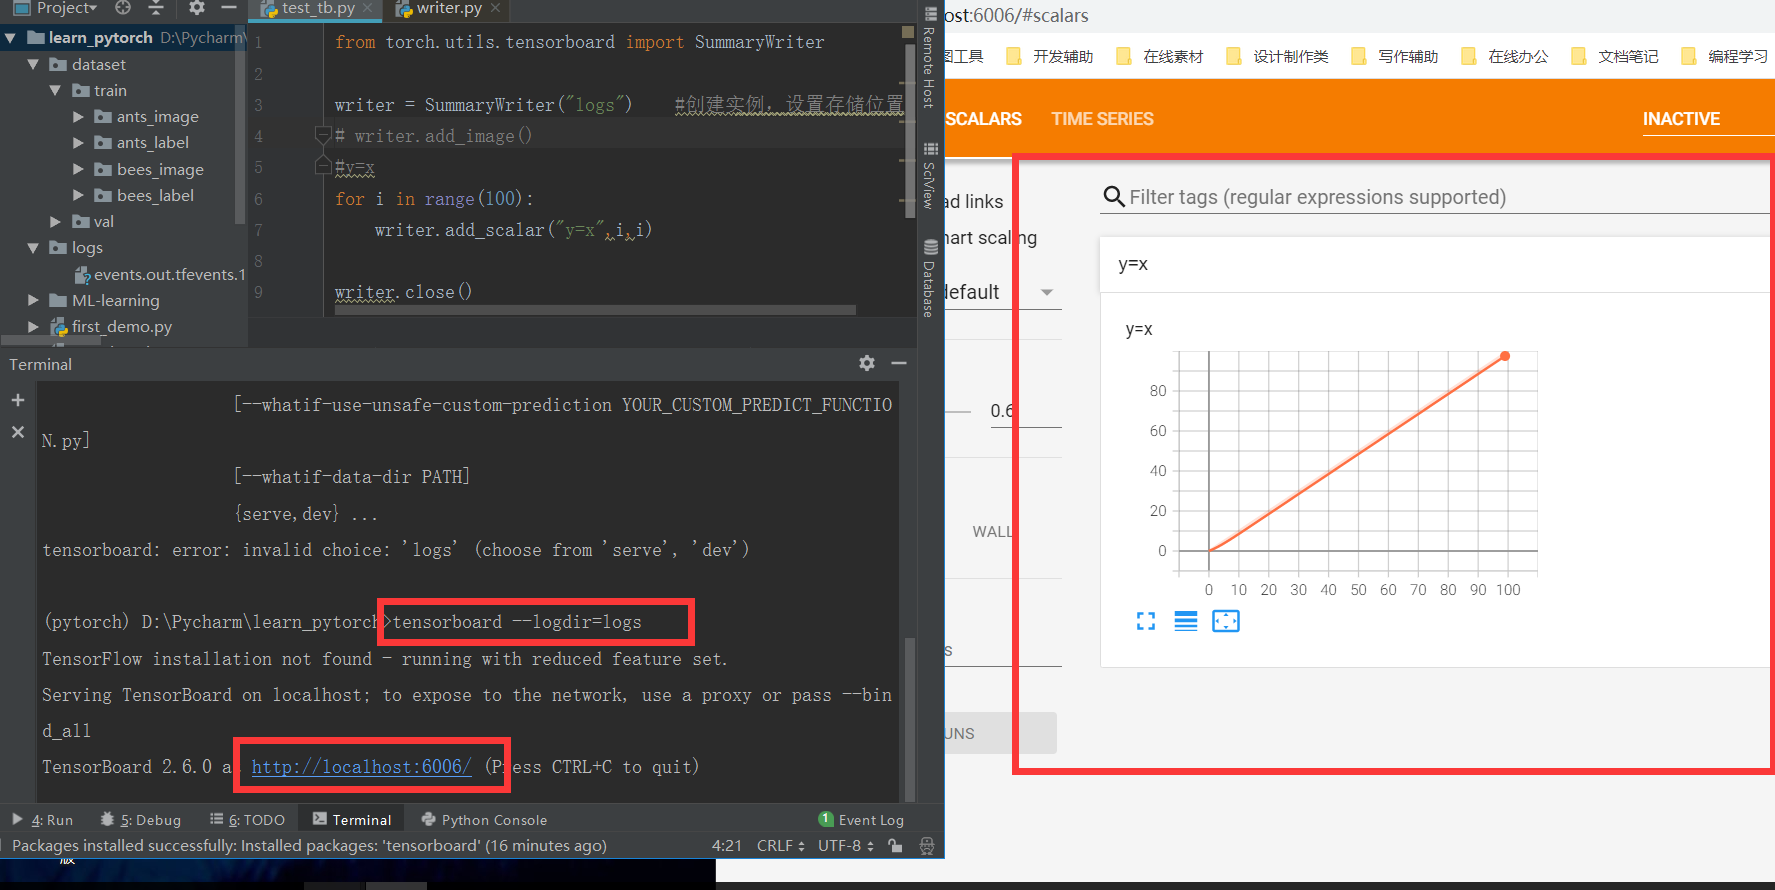 Project
test_tb.py
writer.py
learn_pytorch D:\Pycharm\
dataset
train
ants_image
ants_label
bees_image
bees_label
val
logs
events.out.tfevents.1
ML-learning
first_demo.py
1 from torch.utils.tensorboard import SummaryWriter
2
3 writer = SummaryWriter("logs") #创建实例，设置存储位置
4 # writer.add_image()
5 #y=x
6 for i in range(100):
7 writer.add_scalar("y=x",i,i)
8
9 writer.close()
Remote Host
SciView
Database
Terminal
[--whatif-use-unsafe-custom-prediction YOUR_CUSTOM_PREDICT_FUNCTIO
N.py]
[--whatif-data-dir PATH]
{serve,dev} ...
tensorboard: error: invalid choice: 'logs' (choose from 'serve', 'dev')
(pytorch) D:\Pycharm\learn_pytorch>tensorboard --logdir=logs
TensorFlow installation not found - running with reduced feature set.
Serving TensorBoard on localhost; to expose to the network, use a proxy or pass --bin
d_all
TensorBoard 2.6.0 a http://localhost:6006/ (Press CTRL+C to quit)
4: Run
5: Debug
6: TODO
Terminal
Python Console
1 Event Log
Packages installed successfully: Installed packages: 'tensorboard' (16 minutes ago)
4:21 CRLF UTF-8
ost:6006/#scalars
图工具
开发辅助
在线素材
设计制作类
写作辅助
在线办公
文档笔记
编程学习
SCALARS
TIME SERIES
INACTIVE
ad links
hart scaling
default
0.6
WALL
s
UNS
Filter tags (regular expressions supported)
y=x
y=x
80
60
40
20
0
0 10 20 30 40 50 60 70 80 90 100